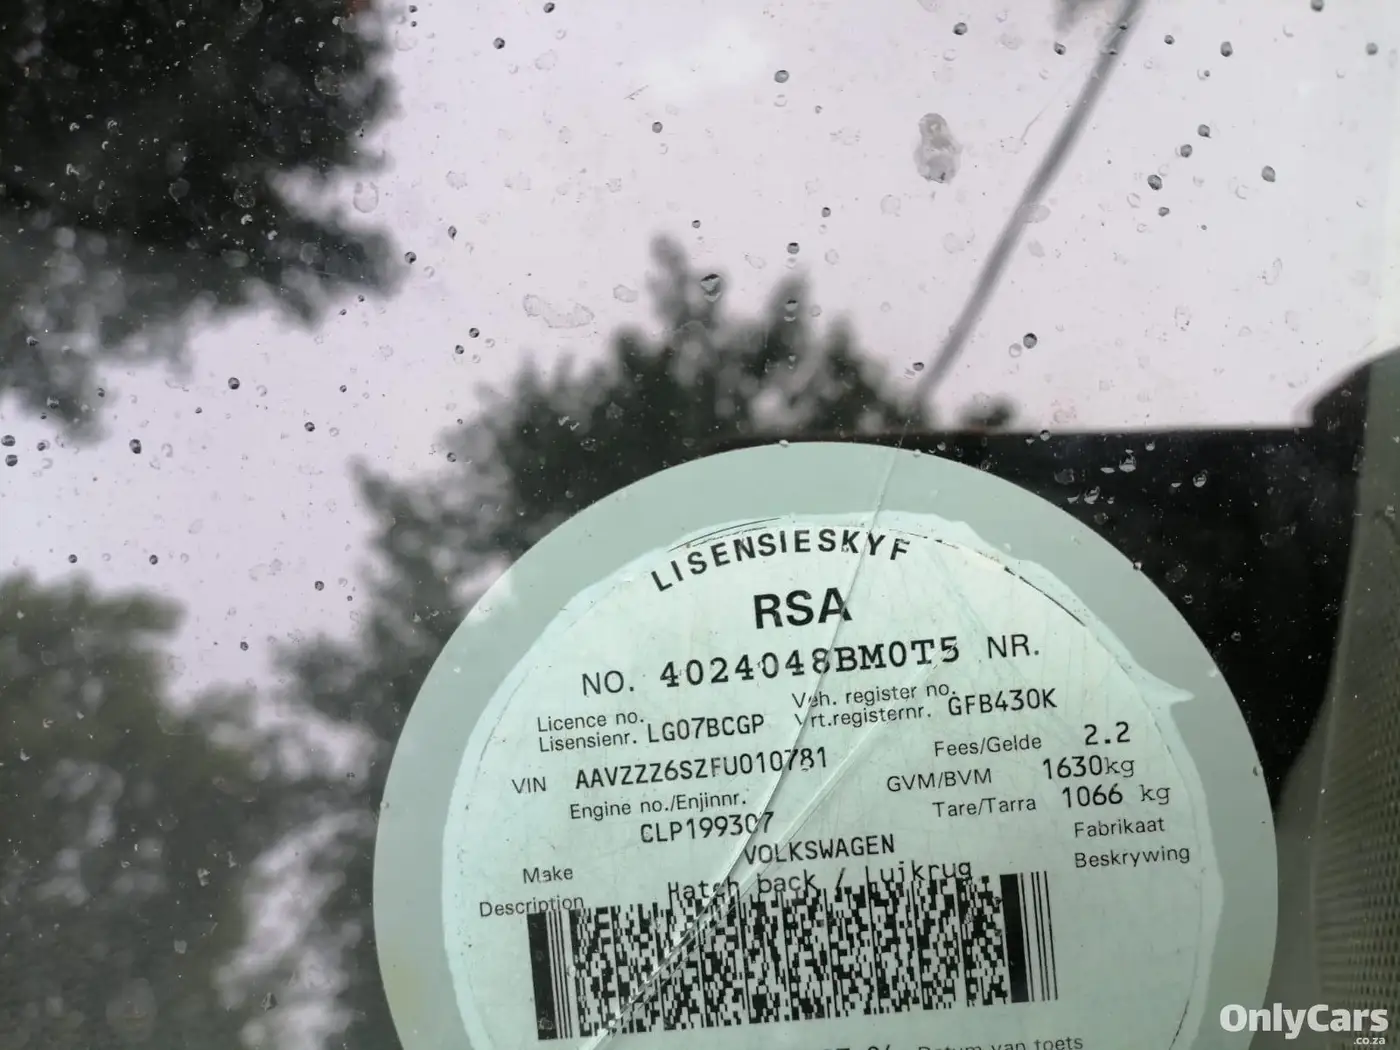 LISENSIESKYF
RSA
NO. 4024048BM0T5 NR.
Licence no. Veh. register no.
Lisensienr. LG07BCGP Vrt.registernr. GFB430K
VIN AAVZZZ6SZFU010781 Fees/Gelde 2.2
Engine no./Enjinnr. GVM/BVM 1630kg
CLP199307 Tare/Tarra 1066 kg
Make VOLKSWAGEN Fabrikaat
Description Hatch back / Luikrug Beskrywing
Datum van toets
OnlyCars
.co.za